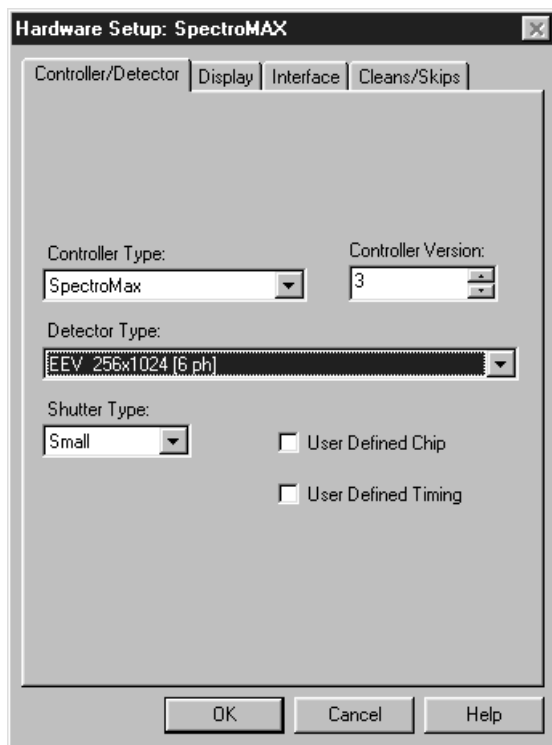 Hardware Setup: SpectroMAX
Controller/Detector Display Interface Cleans/Skips
Controller Type: Controller Version:
SpectroMax 3
Detector Type:
EEV 256x1024 [6 ph]
Shutter Type:
Small User Defined Chip
User Defined Timing
OK Cancel Help